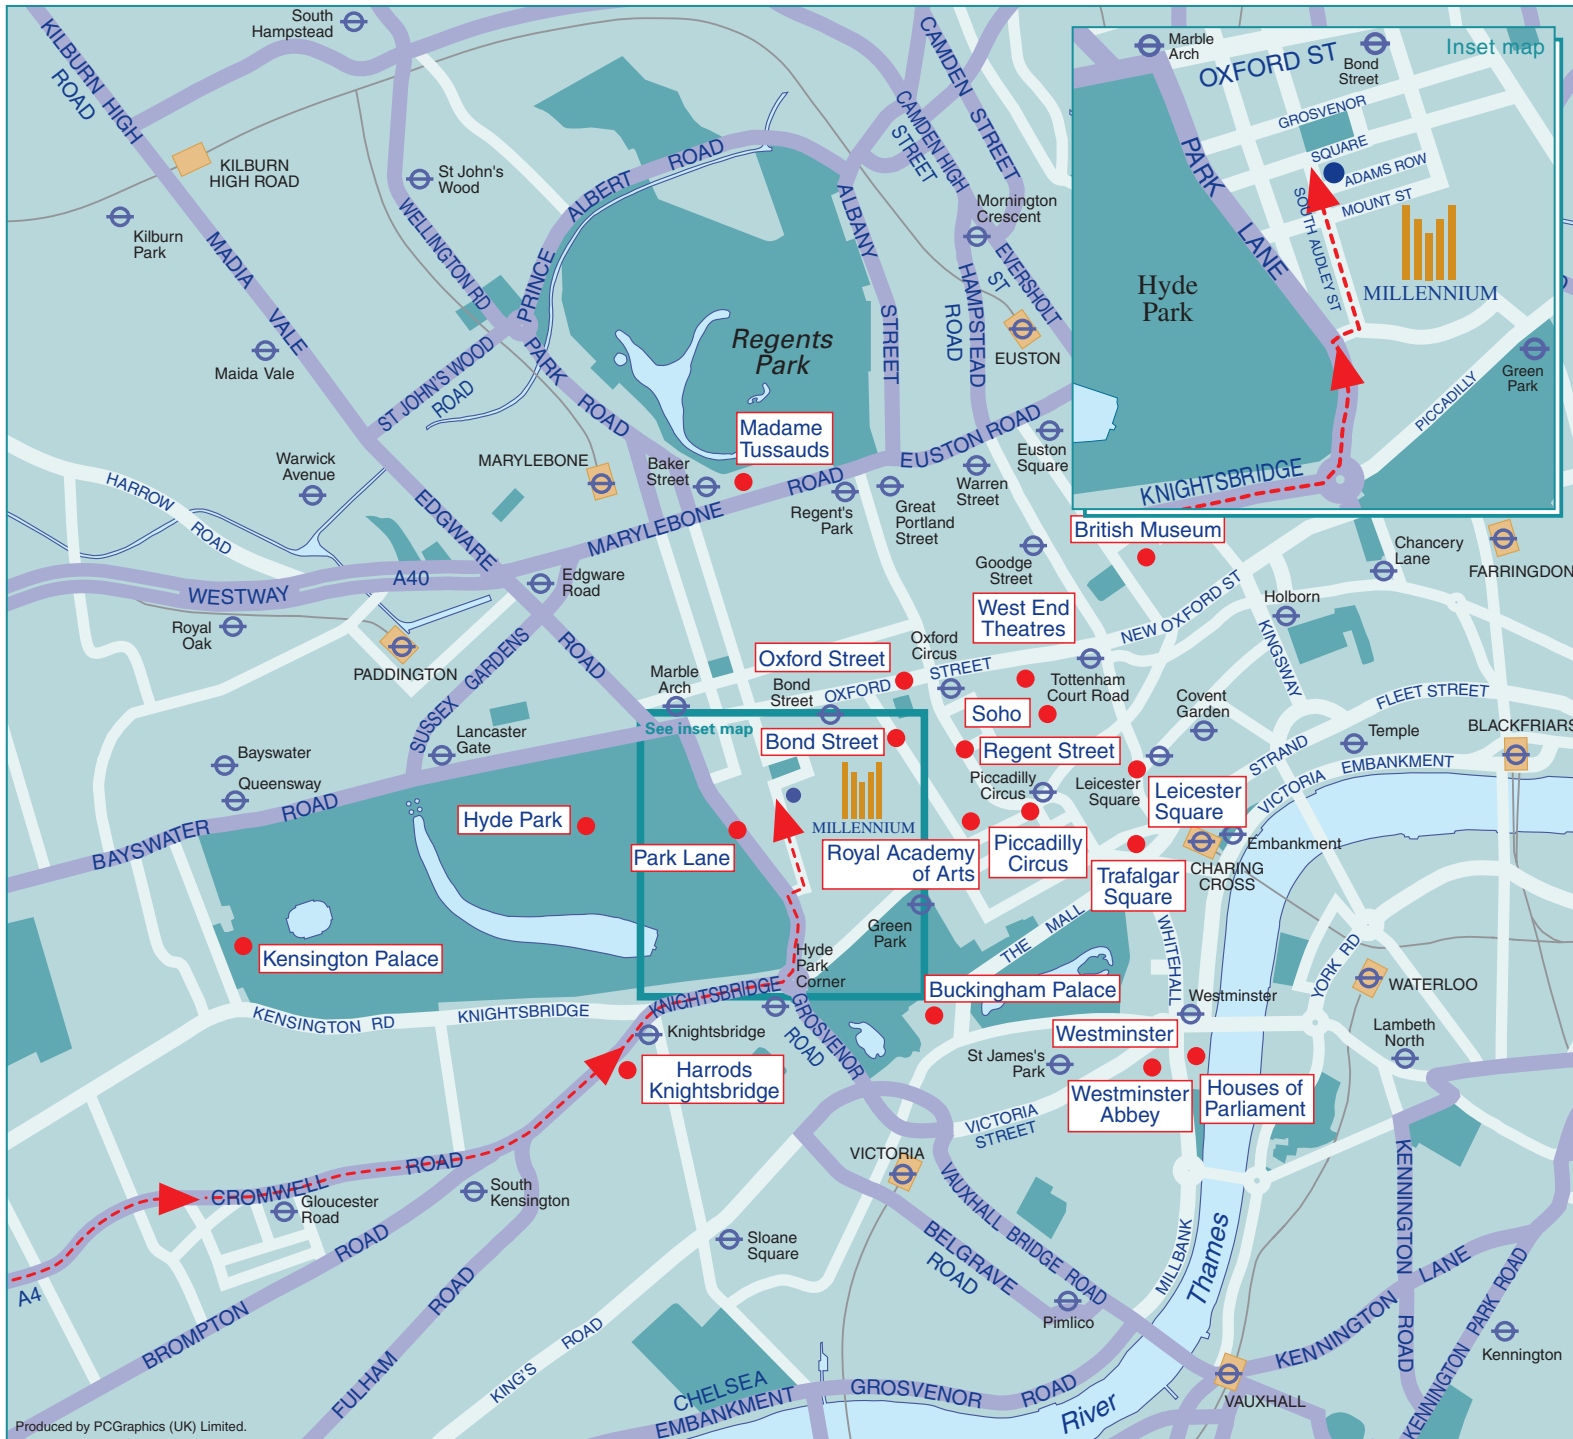 South
Hampstead
KILBURN HIGH
ROAD
KILBURN
HIGH ROAD
Kilburn
Park
St John's
Wood
WELLINGTON RD
PRINCE
ALBERT
ROAD
ALBANY
STREET
CAMDEN
STREET
CAMDEN HIGH
STREET
Mornington
Crescent
EVERSHOLT
ST
HAMPSTEAD
ROAD
EUSTON
MADIA
VALE
Maida Vale
ST JOHN'S WOOD
ROAD
PARK
ROAD
Regents
Park
Madame
Tussauds
EUSTON ROAD
Euston
Square
Warren
Street
Great
Portland
Street
Regent's
Park
Baker
Street
MARYLEBONE
MARYLEBONE
ROAD
Warwick
Avenue
HARROW
ROAD
EDGWARE
ROAD
WESTWAY
A40
Edgware
Road
Royal
Oak
PADDINGTON
SUSSEX GARDENS
Lancaster
Gate
Bayswater
Queensway
BAYSWATER
ROAD
Marble
Arch
See inset map
Bond
Street
Oxford Street
OXFORD
STREET
Oxford
Circus
Goodge
Street
West End
Theatres
British Museum
NEW OXFORD ST
Tottenham
Court Road
Soho
Bond Street
Regent Street
Piccadilly
Circus
Leicester
Square
Leicester
Square
Covent
Garden
Holborn
KINGSWAY
Chancery
Lane
FARRINGDON
FLEET STREET
Temple
BLACKFRIARS
STRAND
VICTORIA
EMBANKMENT
Embankment
CHARING
CROSS
Trafalgar
Square
Piccadilly
Circus
Royal Academy
of Arts
MILLENNIUM
Hyde Park
Park Lane
Kensington Palace
Green
Park
Hyde
Park
Corner
THE MALL
WHITEHALL
YORK RD
WATERLOO
Lambeth
North
Westminster
Westminster
Westminster
Abbey
Houses of
Parliament
Buckingham Palace
St James's
Park
KENSINGTON RD
KNIGHTSBRIDGE
KNIGHTSBRIDGE
Knightsbridge
Harrods
Knightsbridge
GROSVENOR
ROAD
VICTORIA
STREET
VICTORIA
VAUXHALL BRIDGE ROAD
BELGRAVE
ROAD
Pimlico
MILLBANK
Thames
River
CROMWELL
ROAD
Gloucester
Road
South
Kensington
A4
BROMPTON
ROAD
FULHAM
ROAD
KING'S
ROAD
Sloane
Square
CHELSEA
EMBANKMENT
GROSVENOR
ROAD
VAUXHALL
KENNINGTON
LANE
KENNINGTON
ROAD
KENNINGTON PARK ROAD
Kennington
Produced by PCGraphics (UK) Limited.
Inset map
Marble
Arch
OXFORD ST
Bond
Street
GROSVENOR
SQUARE
ADAMS ROW
MOUNT ST
SOUTH AUDLEY ST
PARK
LANE
Hyde
Park
MILLENNIUM
Green
Park
PICCADILLY
KNIGHTSBRIDGE